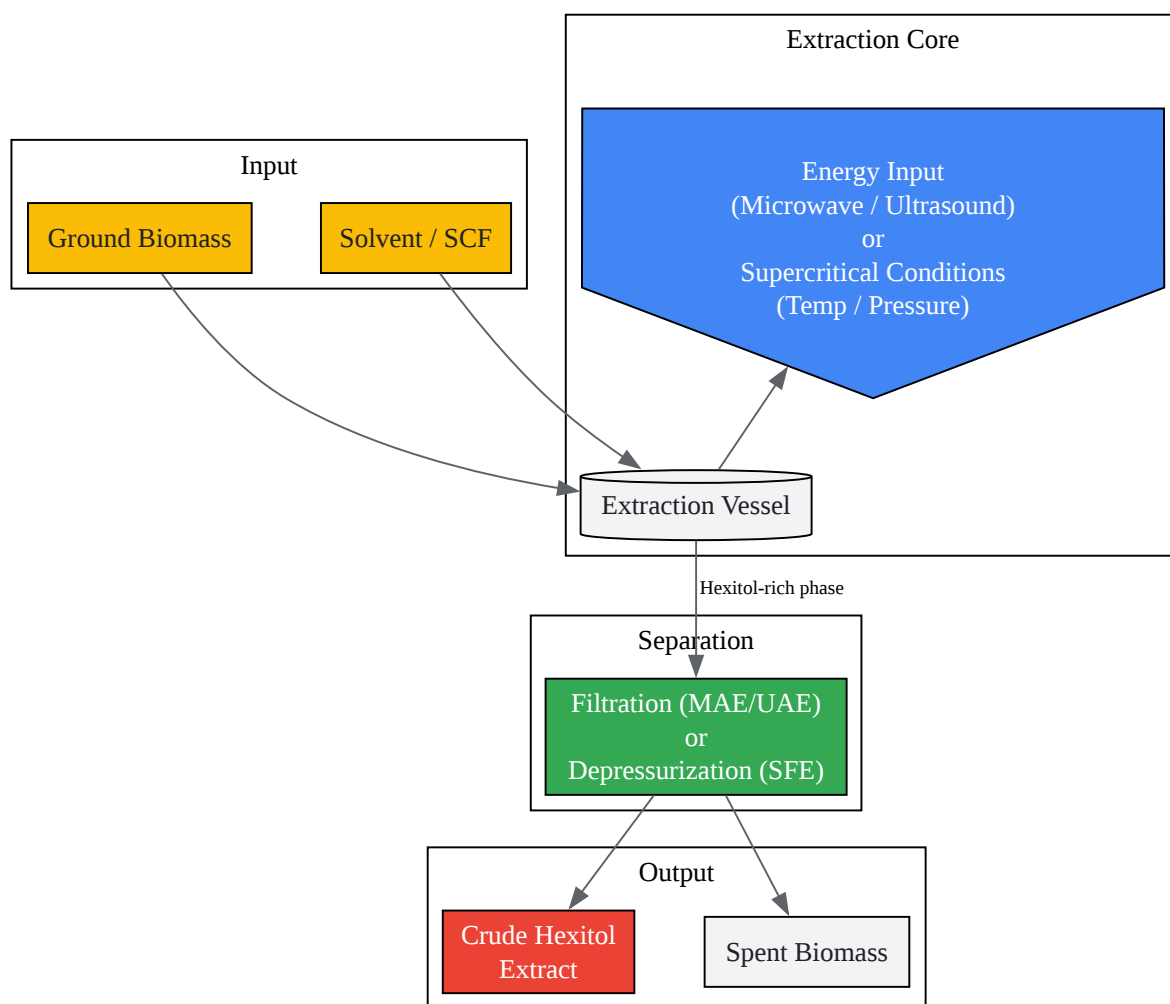 Extraction Core
Energy Input
(Microwave / Ultrasound)
or
Supercritical Conditions
(Temp / Pressure)
Input
Ground Biomass
Solvent / SCF
Extraction Vessel
Hexitol-rich phase
Separation
Filtration (MAE/UAE)
or
Depressurization (SFE)
Output
Crude Hexitol
Extract
Spent Biomass